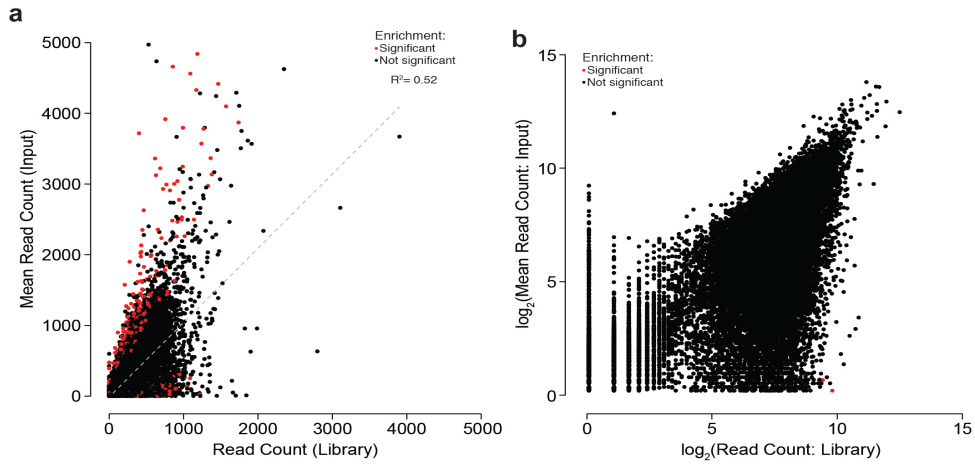 a
Enrichment:
Significant
Not significant
R²= 0.52
5000
4000
3000
2000
1000
0
Mean Read Count (Input)
0 1000 2000 3000 4000 5000
Read Count (Library)
b
Enrichment:
Significant
Not significant
15
10
5
0
log₂(Mean Read Count: Input)
0 5 10 15
log₂(Read Count: Library)